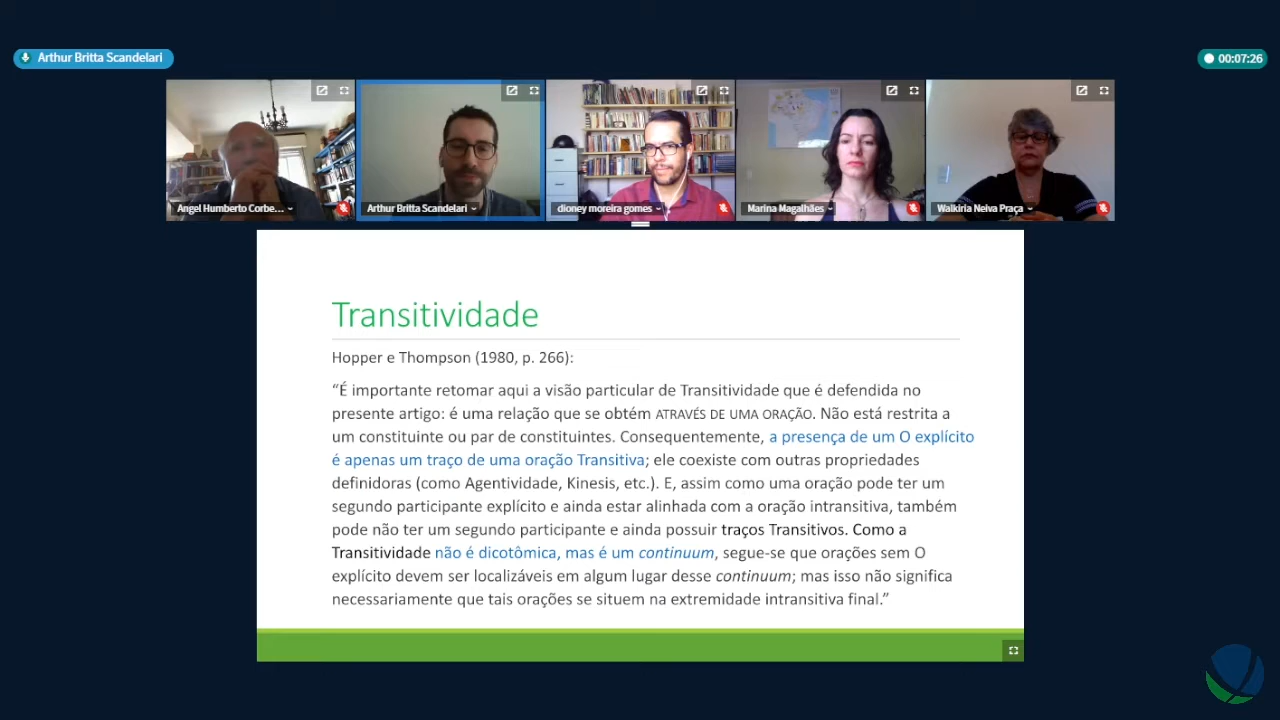 Arthur Britta Scandelari
00:07:26
Angel Humberto Corbe...
Arthur Britta Scandelari
dioney moreira gomes
Marina Magalhães
Walkiria Neiva Praça
Transitividade
Hopper e Thompson (1980, p. 266):
“É importante retomar aqui a visão particular de Transitividade que é defendida no
presente artigo: é uma relação que se obtém ATRAVÉS DE UMA ORAÇÃO. Não está restrita a
um constituinte ou par de constituintes. Consequentemente, a presença de um O explícito
é apenas um traço de uma oração Transitiva; ele coexiste com outras propriedades
definidoras (como Agentividade, Kinesis, etc.). E, assim como uma oração pode ter um
segundo participante explícito e ainda estar alinhada com a oração intransitiva, também
pode não ter um segundo participante e ainda possuir traços Transitivos. Como a
Transitividade não é dicotômica, mas é um continuum, segue-se que orações sem O
explícito devem ser localizáveis em algum lugar desse continuum; mas isso não significa
necessariamente que tais orações se situem na extremidade intransitiva final.”